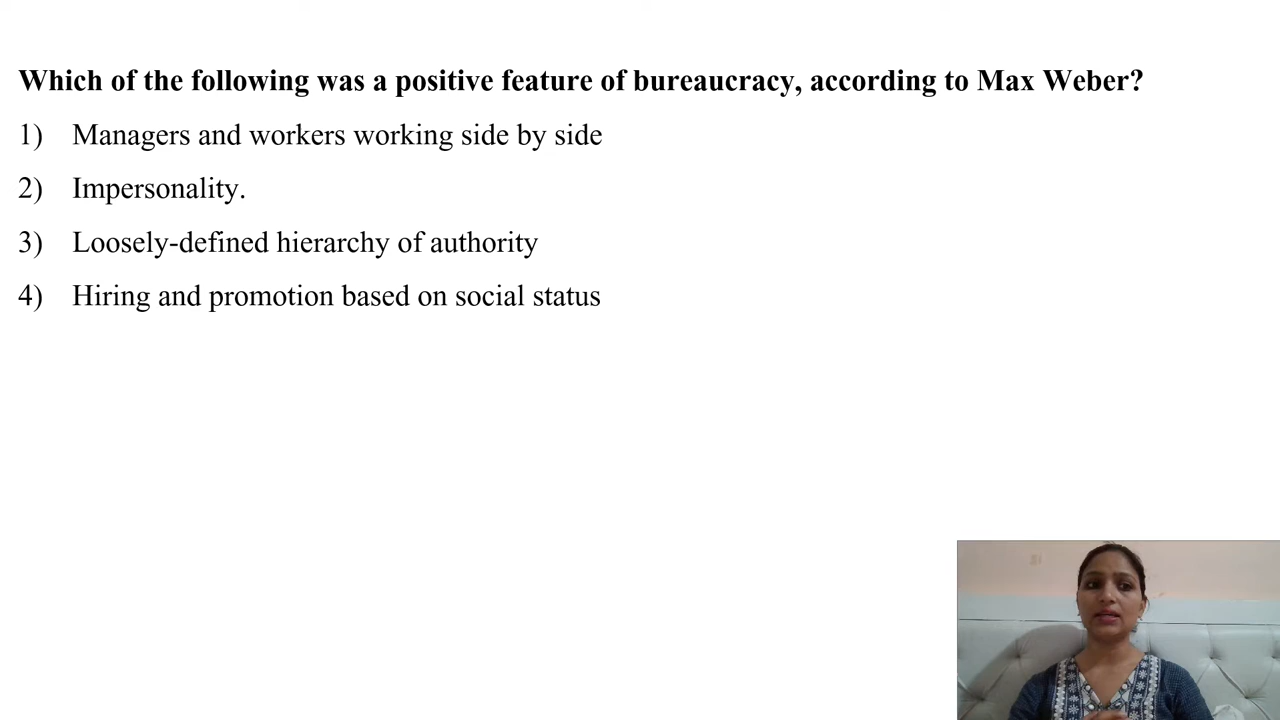 Which of the following was a positive feature of bureaucracy, according to Max Weber?
1) Managers and workers working side by side
2) Impersonality.
3) Loosely-defined hierarchy of authority
4) Hiring and promotion based on social status